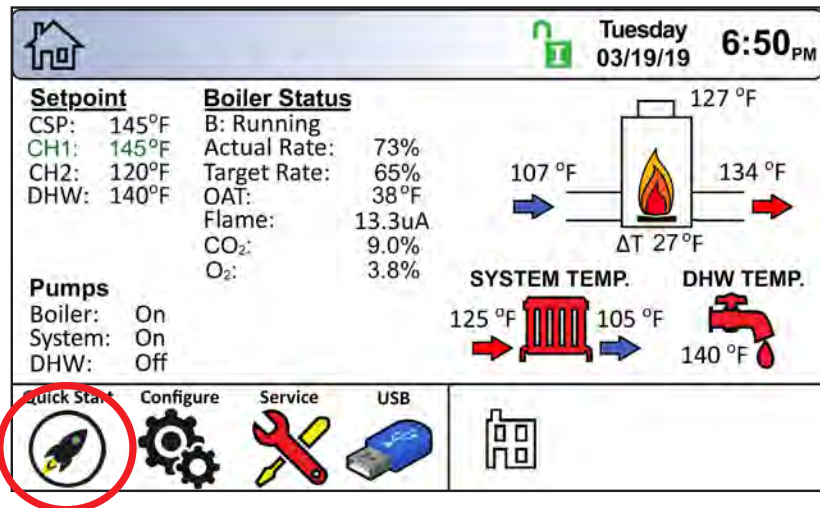 Tuesday
03/19/19
6:50 PM
Setpoint
CSP: 145°F
CH1: 145°F
CH2: 120°F
DHW: 140°F
Boiler Status
B: Running
Actual Rate: 73%
Target Rate: 65%
OAT: 38°F
Flame: 13.3uA
CO₂: 9.0%
O₂: 3.8%
127 °F
107 °F
134 °F
ΔT 27 °F
Pumps
Boiler: On
System: On
DHW: Off
SYSTEM TEMP.
125 °F
105 °F
DHW TEMP.
140 °F
Quick Start
Configure
Service
USB